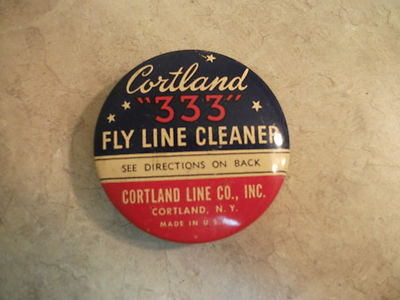 Cortland
"333"
FLY LINE CLEANER
SEE DIRECTIONS ON BACK
CORTLAND LINE CO., INC.
CORTLAND, N.Y.
MADE IN U.S.A.